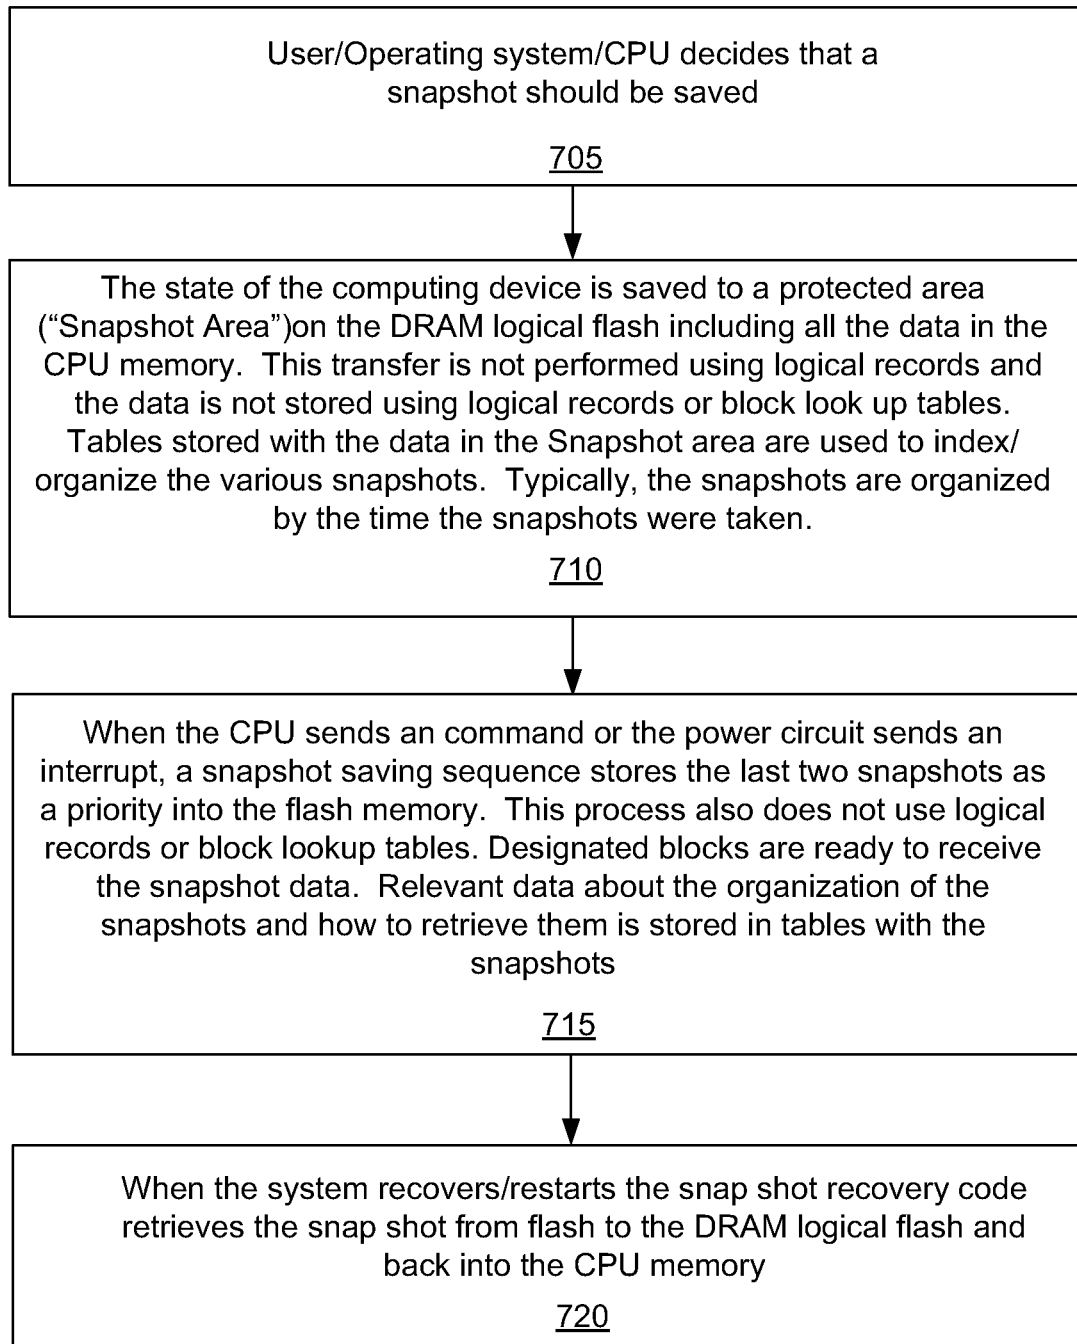 User/Operating system/CPU decides that a
snapshot should be saved
705
The state of the computing device is saved to a protected area
(“Snapshot Area”)on the DRAM logical flash including all the data in the
CPU memory.  This transfer is not performed using logical records and
the data is not stored using logical records or block look up tables.
Tables stored with the data in the Snapshot area are used to index/
organize the various snapshots.  Typically, the snapshots are organized
by the time the snapshots were taken.
710
When the CPU sends an command or the power circuit sends an
interrupt, a snapshot saving sequence stores the last two snapshots as
a priority into the flash memory.  This process also does not use logical
records or block lookup tables. Designated blocks are ready to receive
the snapshot data.  Relevant data about the organization of the
snapshots and how to retrieve them is stored in tables with the
snapshots
715
When the system recovers/restarts the snap shot recovery code
retrieves the snap shot from flash to the DRAM logical flash and
back into the CPU memory
720